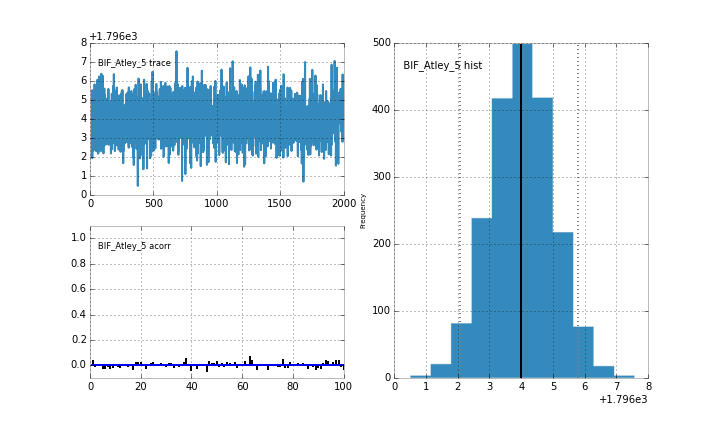 +1.796e3
8
7
6
5
4
3
2
1
0
BIF_Atley_5 trace
0 500 1000 1500 2000
1.0
0.8
0.6
0.4
0.2
0.0
BIF_Atley_5 acorr
0 20 40 60 80 100
500
400
300
200
100
0
Frequency
BIF_Atley_5 hist
0 1 2 3 4 5 6 7 8
+1.796e3